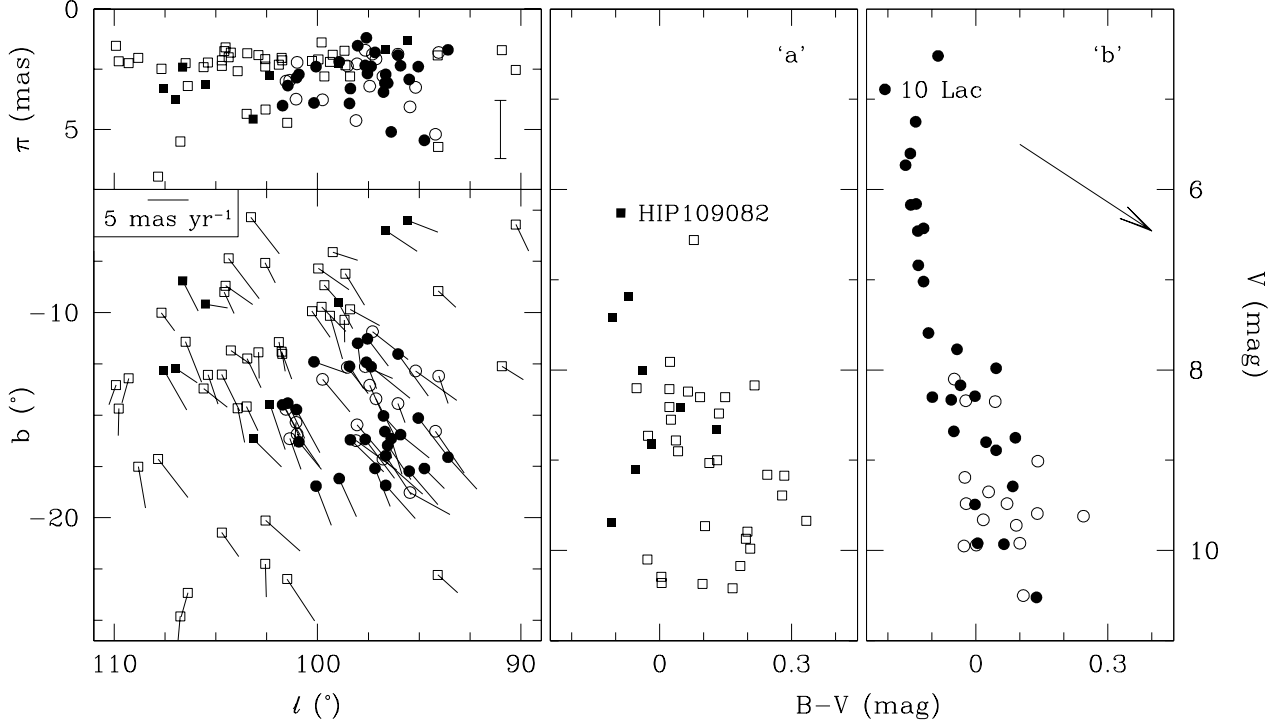 0
5
π (mas)
5 mas yr⁻¹
−10
−20
b (°)
110
100
90
l (°)
'a'
HIP109082
0
0.3
'b'
10 Lac
0
0.3
B−V (mag)
6
8
10
V (mag)